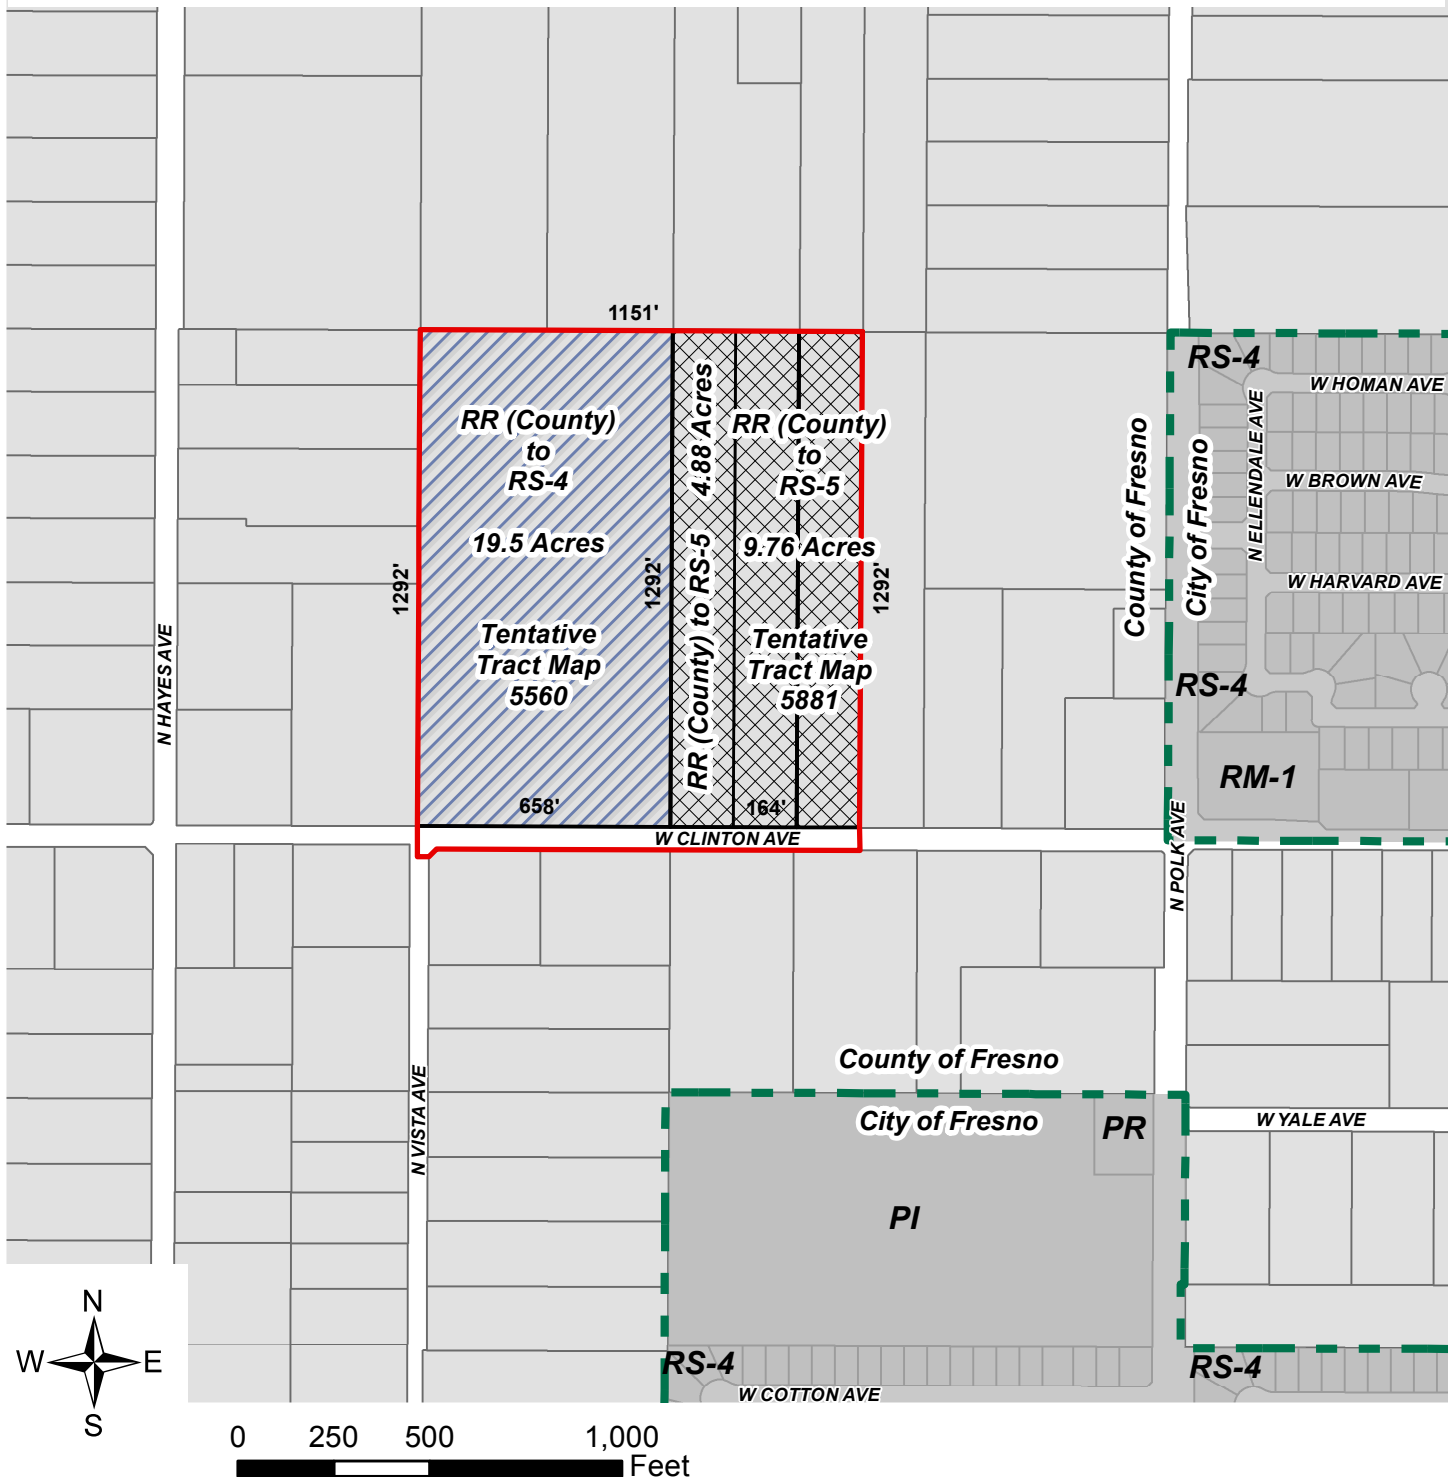 1151'
RR (County)
to
RS-4
19.5 Acres
Tentative
Tract Map
5560
1292'
1292'
658'
RR (County) to RS-5 4.88 Acres
RR (County)
to
RS-5
9.76 Acres
Tentative
Tract Map
5881
1292'
164'
W CLINTON AVE
N HAYES AVE
N VISTA AVE
County of Fresno
City of Fresno
RS-4
W HOMAN AVE
N ELLENDALE AVE
W BROWN AVE
W HARVARD AVE
RS-4
RM-1
N POLK AVE
County of Fresno
City of Fresno
PR
W YALE AVE
PI
RS-4
W COTTON AVE
RS-4
N
W E
S
0 250 500 1,000
Feet